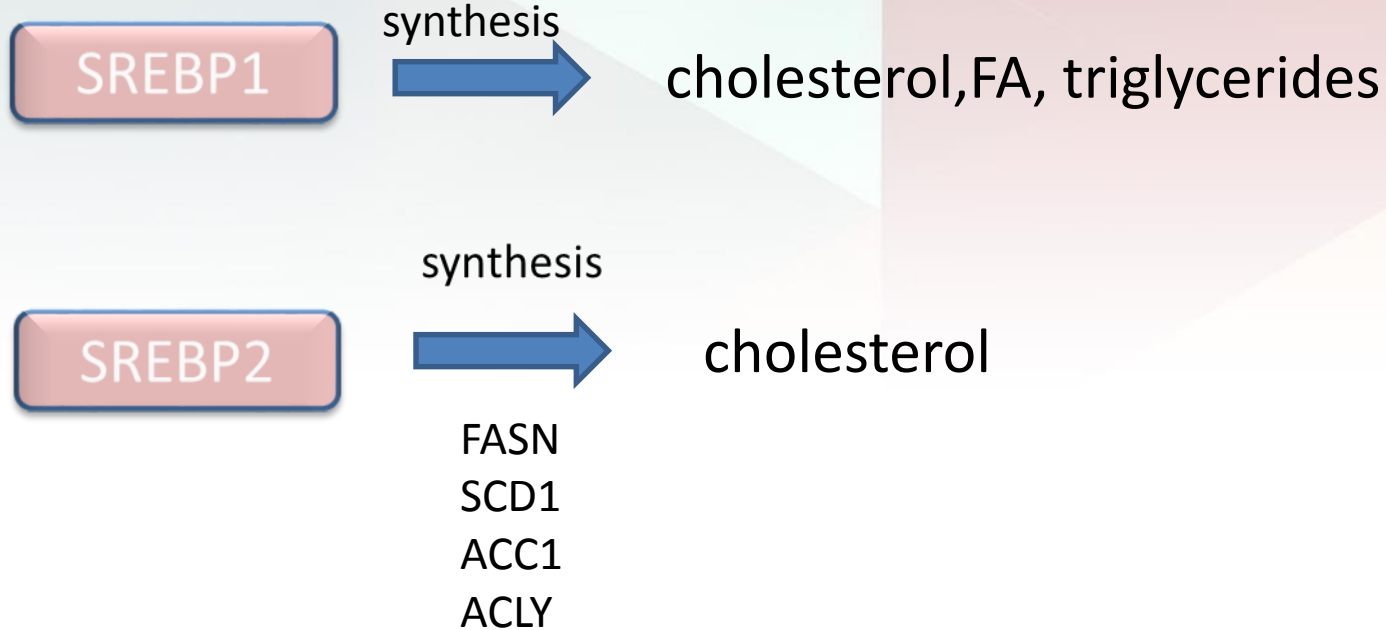 synthesis
SREBP1
cholesterol,FA, triglycerides
synthesis
SREBP2
cholesterol
FASN
SCD1
ACC1
ACLY